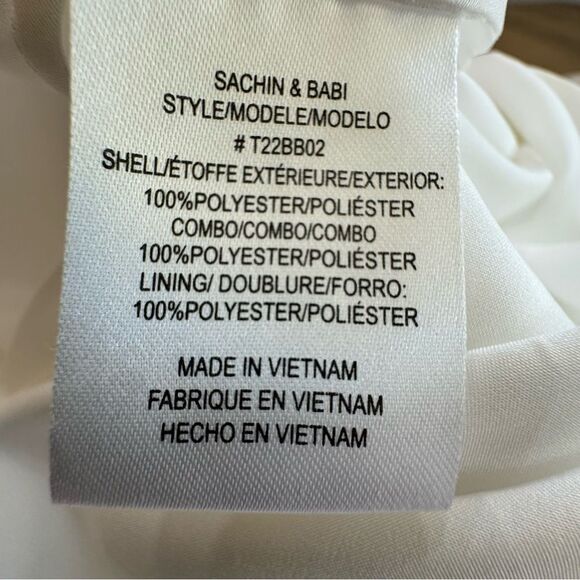 SACHIN & BABI
STYLE/MODELE/MODELO
# T22BB02
SHELL/ÉTOFFE EXTÉRIEURE/EXTERIOR:
100%POLYESTER/POLIÉSTER
COMBO/COMBO/COMBO
100%POLYESTER/POLIÉSTER
LINING/ DOUBLURE/FORRO:
100%POLYESTER/POLIÉSTER
MADE IN VIETNAM
FABRIQUE EN VIETNAM
HECHO EN VIETNAM